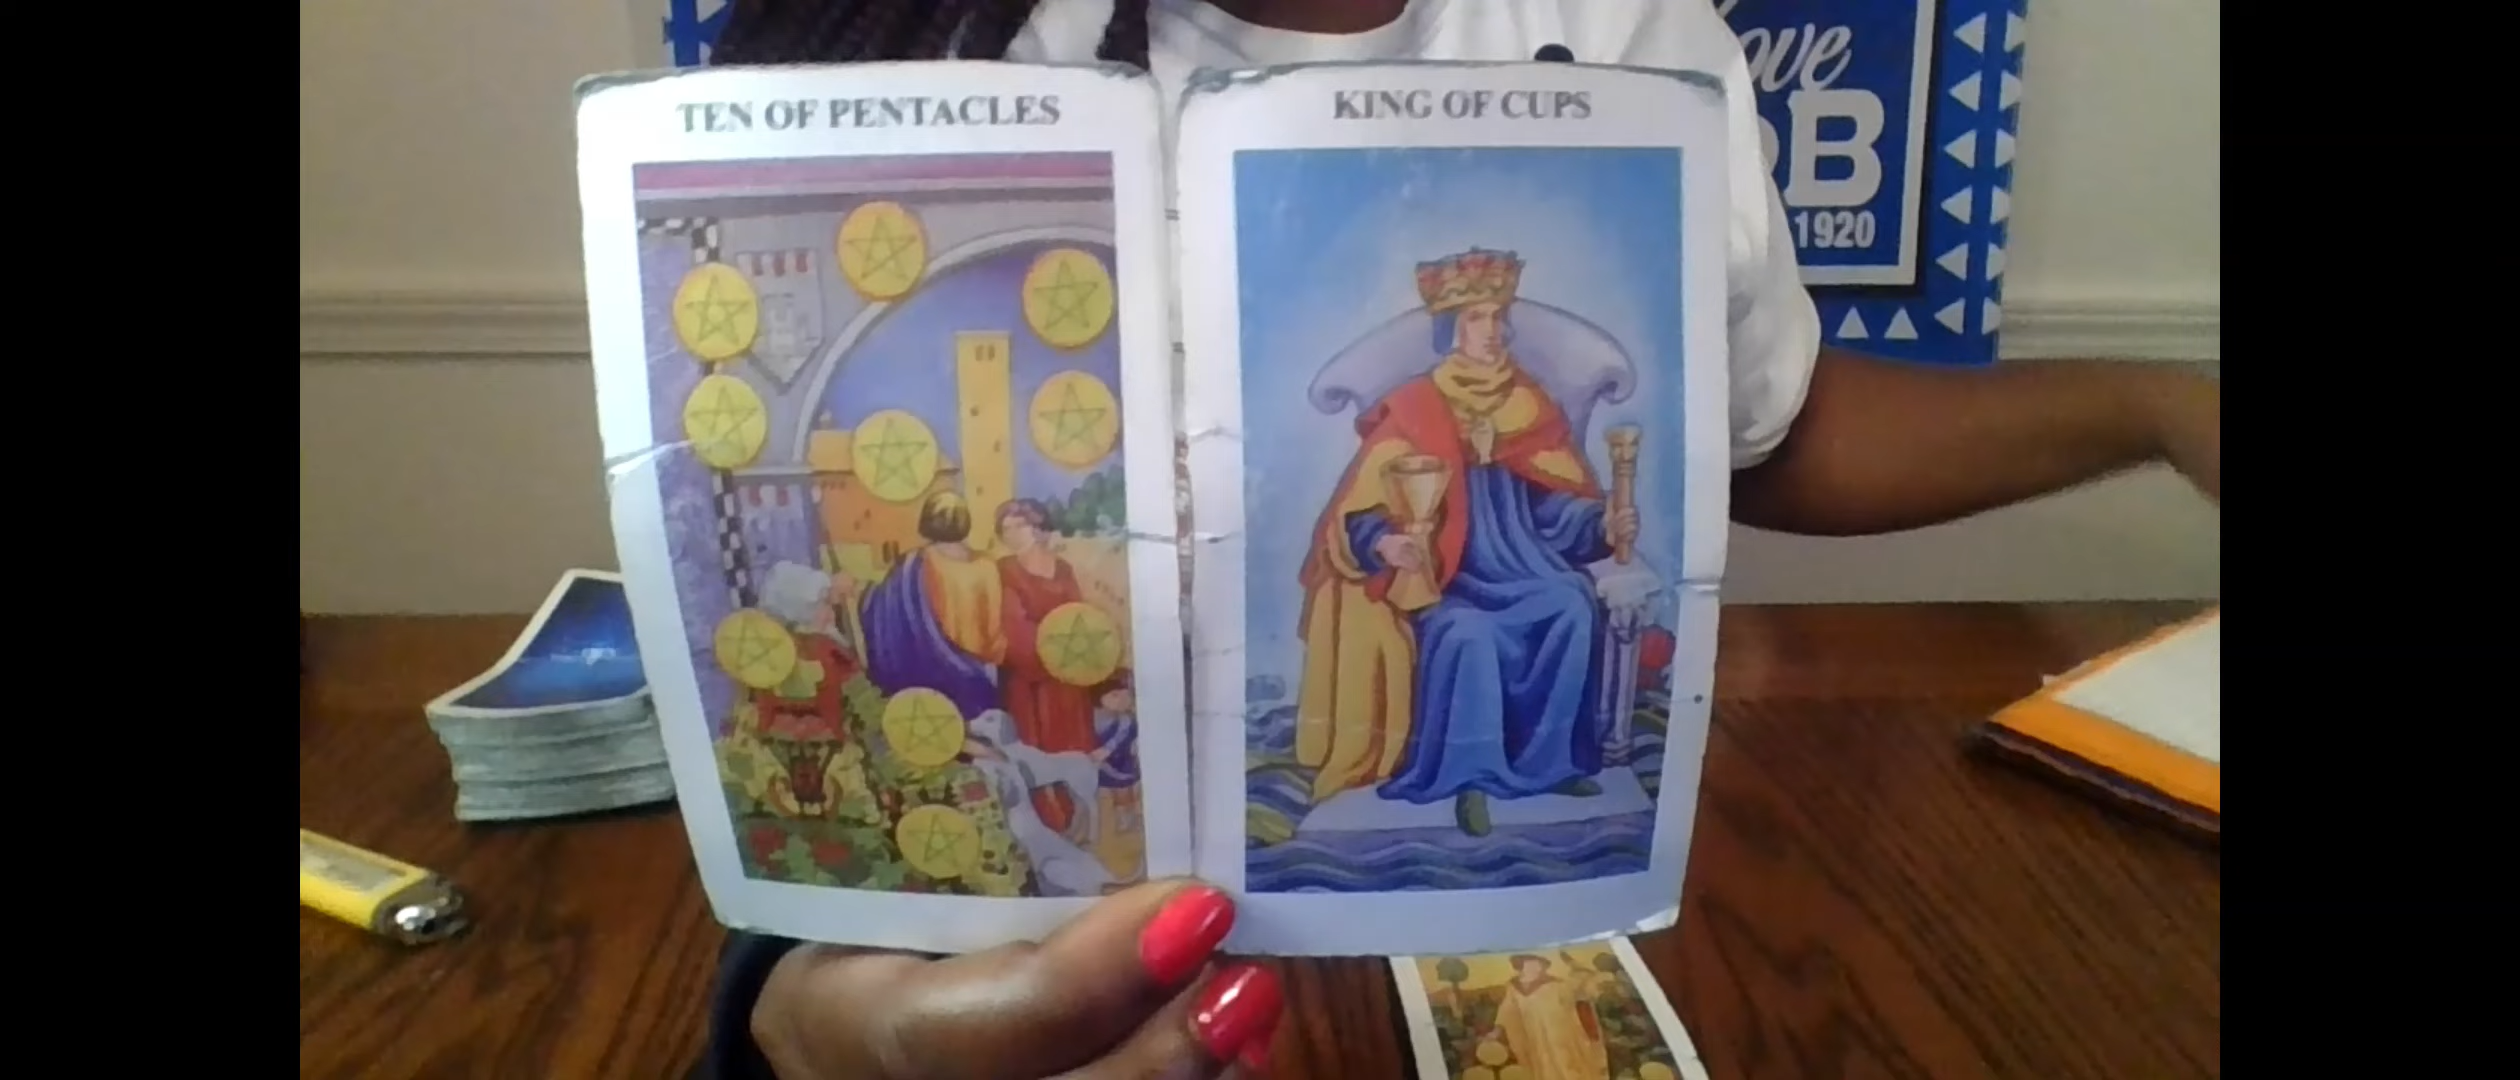 TEN OF PENTACLES
KING OF CUPS
ove
B
1920